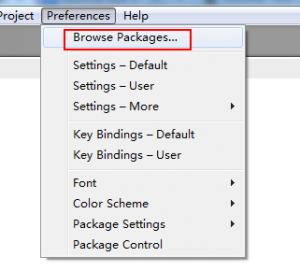 Project Preferences Help
Browse Packages...
Settings – Default
Settings – User
Settings – More
Key Bindings – Default
Key Bindings – User
Font
Color Scheme
Package Settings
Package Control